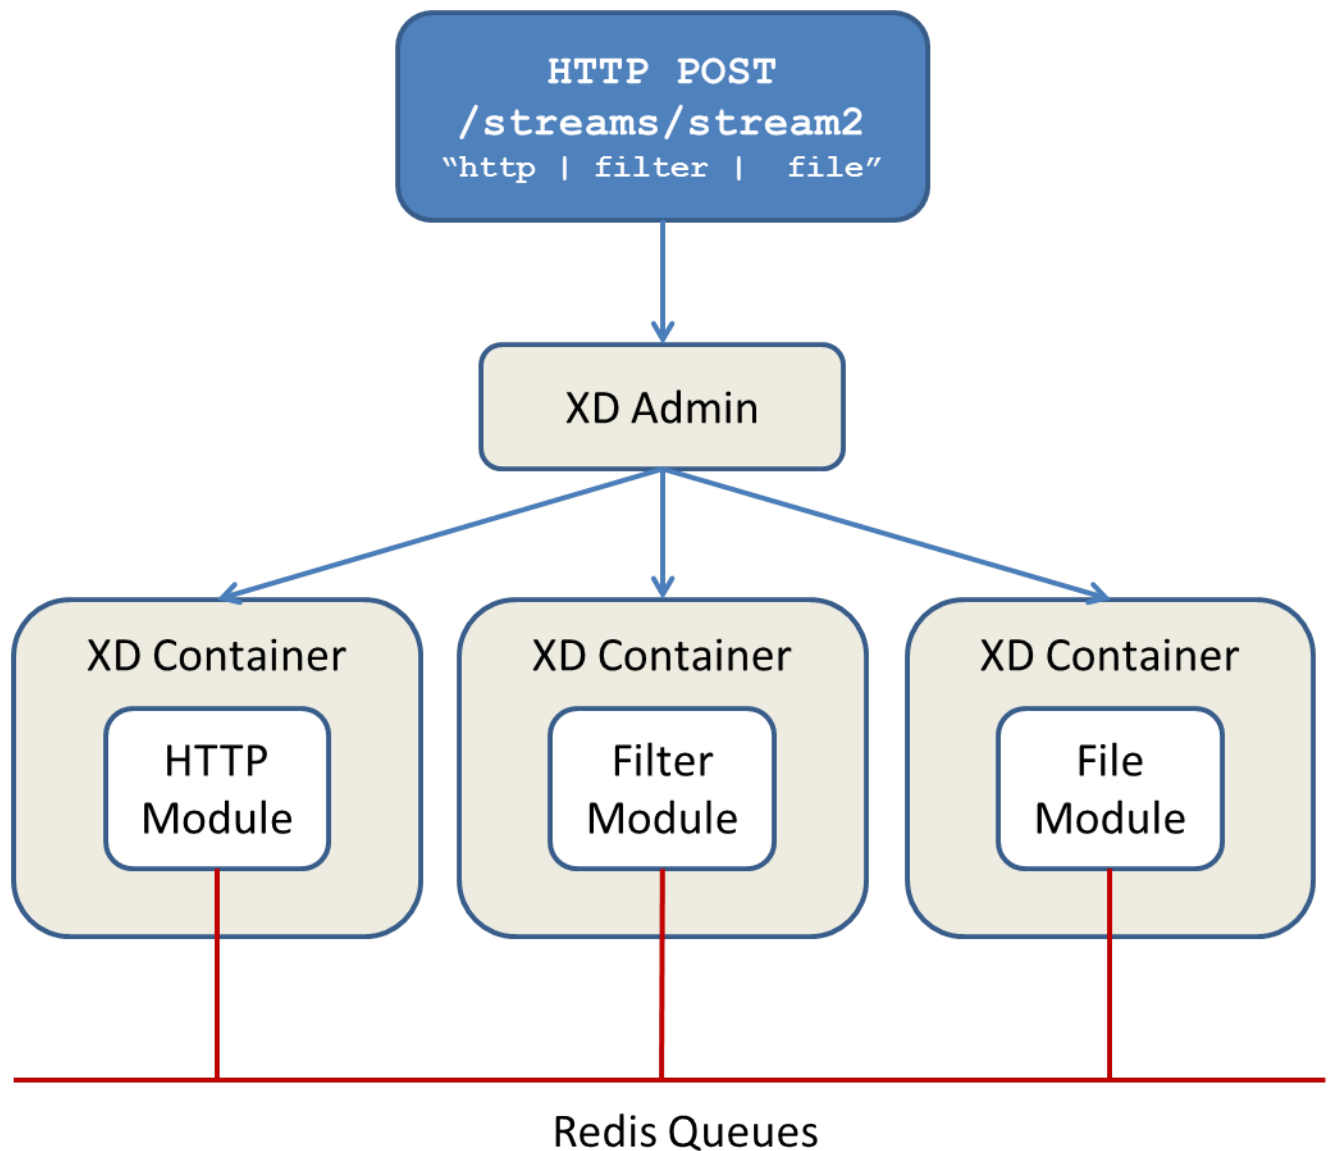 HTTP POST
/streams/stream2
“http | filter |  file”
XD Admin
XD Container
HTTP
Module
XD Container
Filter
Module
XD Container
File
Module
Redis Queues